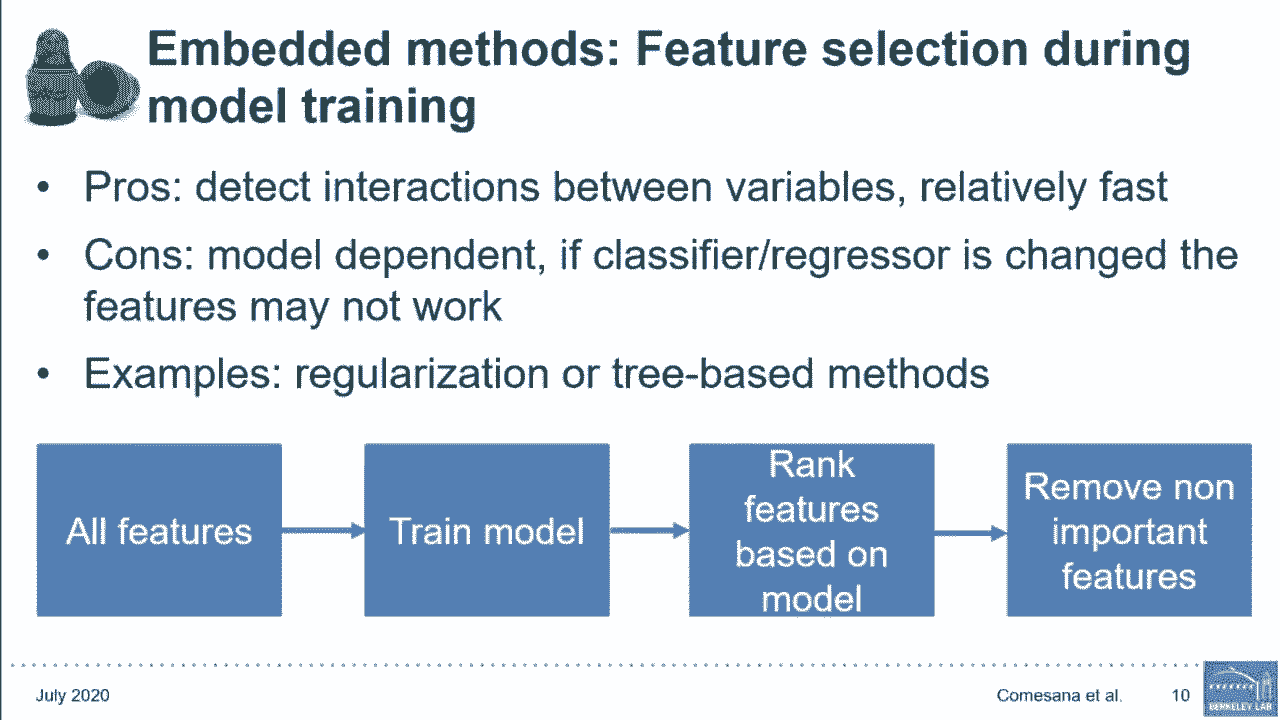 Embedded methods: Feature selection during
model training
• Pros: detect interactions between variables, relatively fast
• Cons: model dependent, if classifier/regressor is changed the
features may not work
• Examples: regularization or tree-based methods
All features
Train model
Rank
features
based on
model
Remove non
important
features
July 2020
Comesana et al.
10
BERKELEY LAB